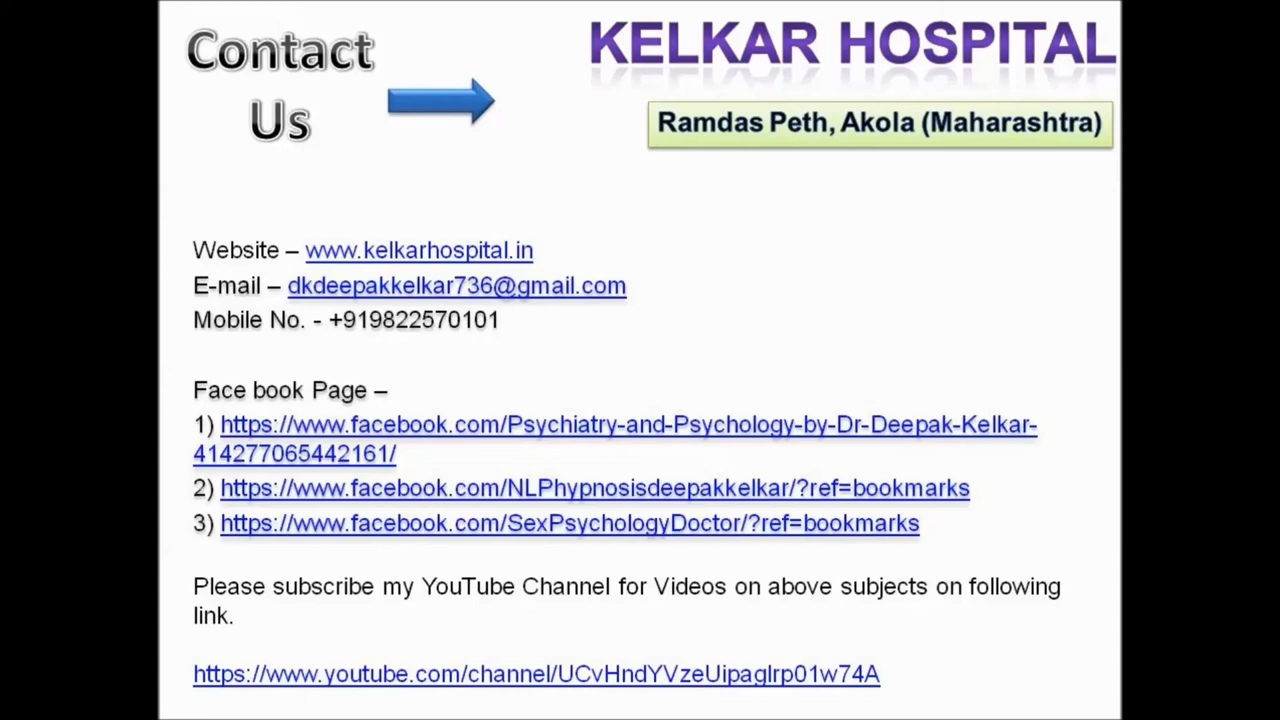 Contact
Us
KELKAR HOSPITAL
Ramdas Peth, Akola (Maharashtra)
Website – www.kelkarhospital.in
E-mail – dkdeepakkelkar736@gmail.com
Mobile No. - +919822570101
Face book Page –
1) https://www.facebook.com/Psychiatry-and-Psychology-by-Dr-Deepak-Kelkar-
414277065442161/
2) https://www.facebook.com/NLPhypnosisdeepakkelkar/?ref=bookmarks
3) https://www.facebook.com/SexPsychologyDoctor/?ref=bookmarks
Please subscribe my YouTube Channel for Videos on above subjects on following
link.
https://www.youtube.com/channel/UCvHndYVzeUipaglrp01w74A